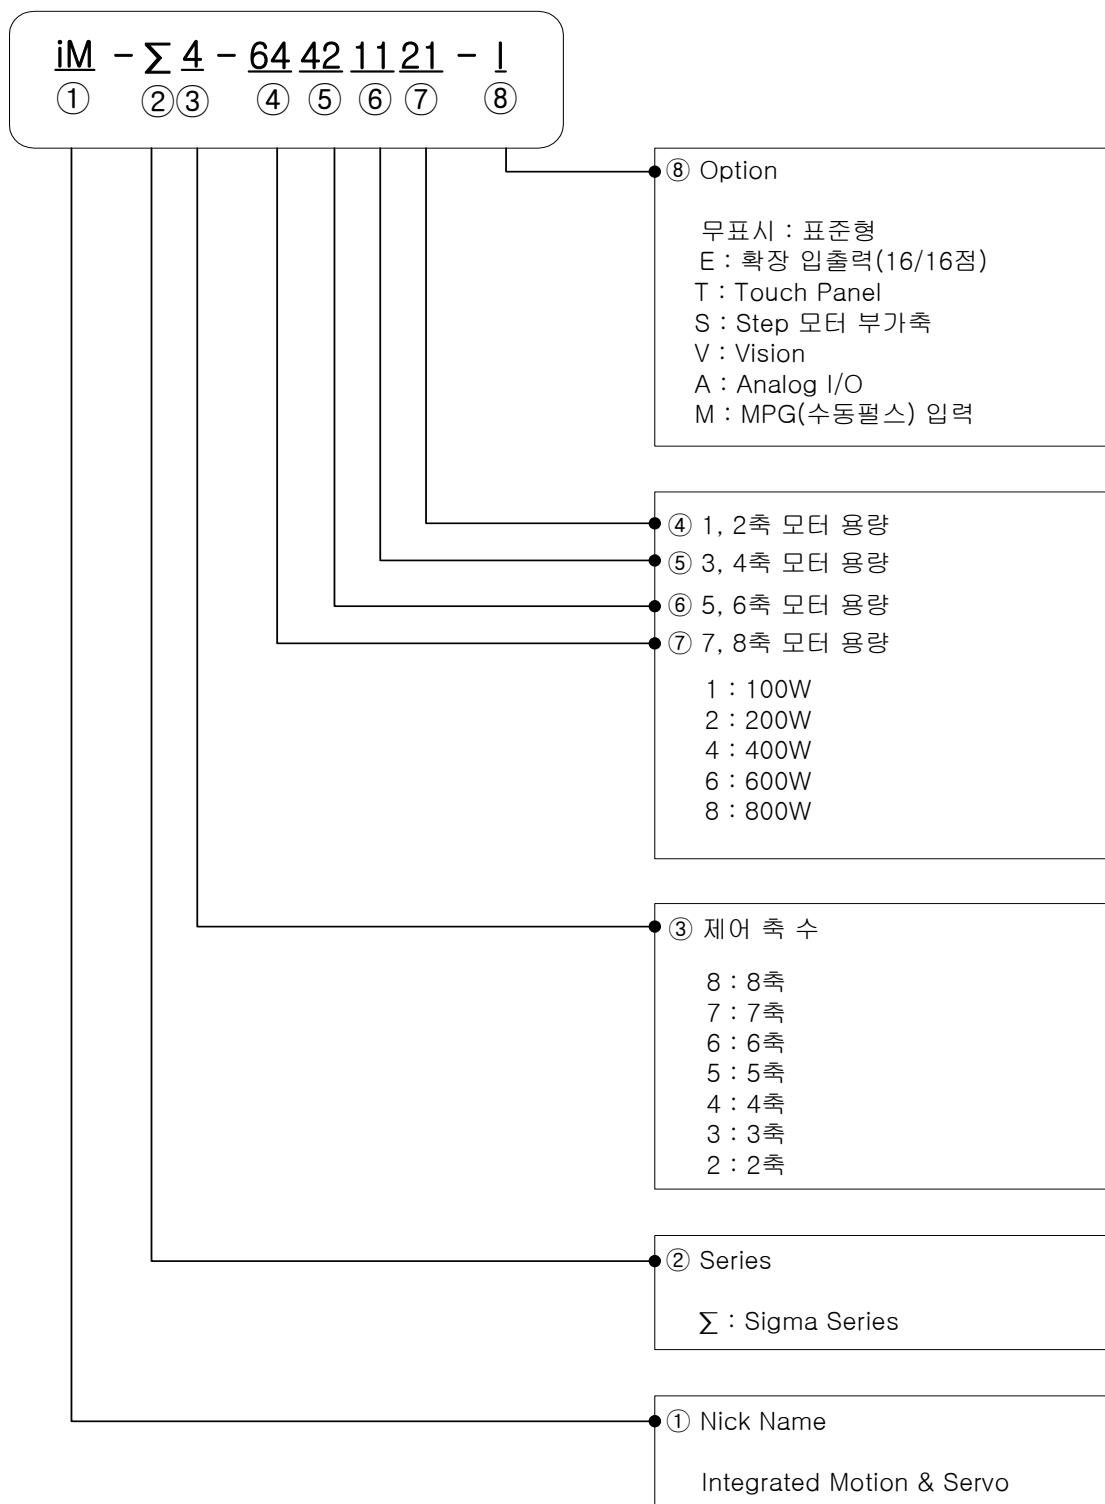 iM - ∑ 4 - 64 42 11 21 - I
① ② ③ ④ ⑤ ⑥ ⑦ ⑧
⑧ Option
무표시 : 표준형
E : 확장 입출력(16/16점)
T : Touch Panel
S : Step 모터 부가축
V : Vision
A : Analog I/O
M : MPG(수동펄스) 입력
④ 1, 2축 모터 용량
⑤ 3, 4축 모터 용량
⑥ 5, 6축 모터 용량
⑦ 7, 8축 모터 용량
1 : 100W
2 : 200W
4 : 400W
6 : 600W
8 : 800W
③ 제어 축 수
8 : 8축
7 : 7축
6 : 6축
5 : 5축
4 : 4축
3 : 3축
2 : 2축
② Series
∑ : Sigma Series
① Nick Name
Integrated Motion & Servo